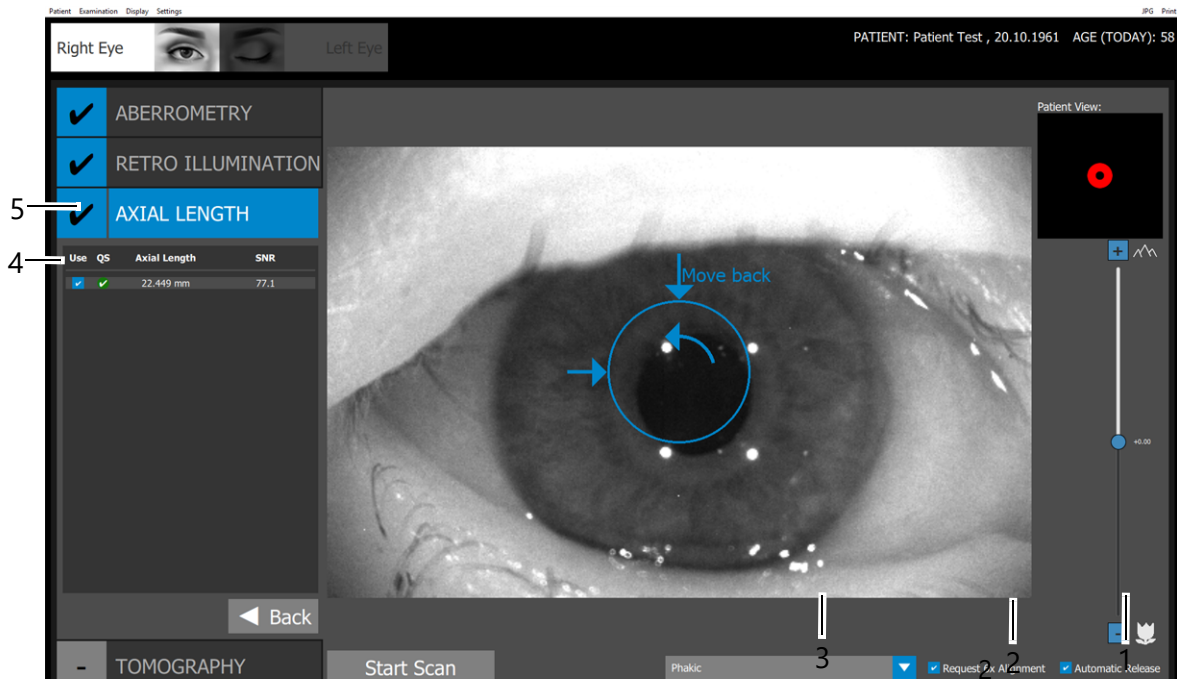 Patient Examination Display Settings JPG Print
Right Eye Left Eye PATIENT: Patient Test , 20.10.1961 AGE (TODAY): 58
ABERROMETRY
Patient View:
RETRO ILLUMINATION
5 AXIAL LENGTH
4 Use QS Axial Length SNR
22.449 mm 77.1
Move back
+
+0.00
Back
-
- TOMOGRAPHY
Start Scan
Phakic
3
Request 6x Alignment
2
2
Automatic Release
1